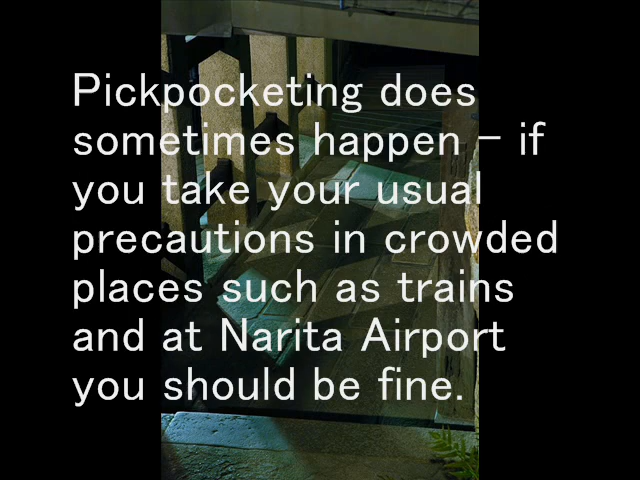 Pickpocketing does
sometimes happen – if
you take your usual
precautions in crowded
places such as trains
and at Narita Airport
you should be fine.